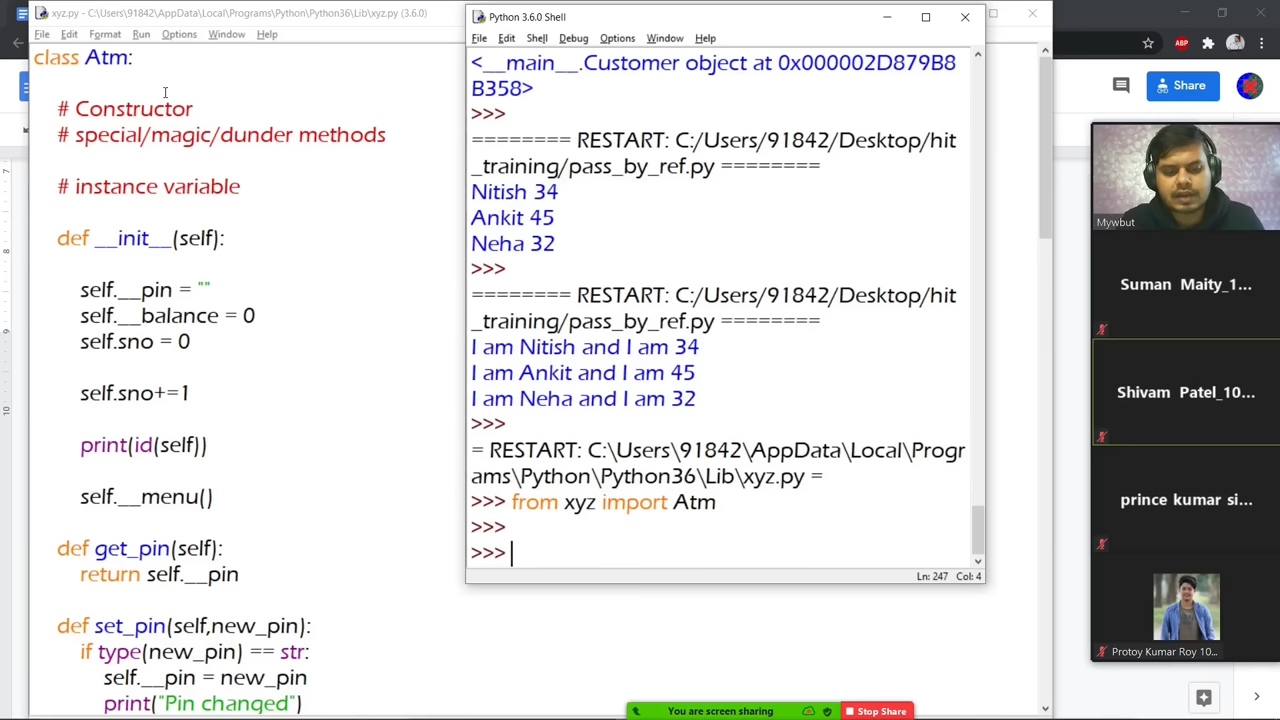 xyz.py - C:\Users\91842\AppData\Local\Programs\Python\Python36\Lib\xyz.py (3.6.0)
File Edit Format Run Options Window Help
class Atm:
# Constructor
# special/magic/dunder methods
# instance variable
def __init__(self):
self.__pin = ""
self.__balance = 0
self.sno = 0
self.sno+=1
print(id(self))
self.__menu()
def get_pin(self):
return self.__pin
def set_pin(self,new_pin):
if type(new_pin) == str:
self.__pin = new_pin
print("Pin changed")
Python 3.6.0 Shell
File Edit Shell Debug Options Window Help
<__main__.Customer object at 0x000002D879B8
B358>
>>>
======== RESTART: C:/Users/91842/Desktop/hit
_training/pass_by_ref.py ========
Nitish 34
Ankit 45
Neha 32
>>>
======== RESTART: C:/Users/91842/Desktop/hit
_training/pass_by_ref.py ========
I am Nitish and I am 34
I am Ankit and I am 45
I am Neha and I am 32
>>>
= RESTART: C:\Users\91842\AppData\Local\Progr
ams\Python\Python36\Lib\xyz.py =
>>> from xyz import Atm
>>>
>>>
Ln: 247 Col: 4
ABP
Share
Mywbut
Suman Maity_1...
Shivam Patel_10...
prince kumar si...
Protoy Kumar Roy 10...
7
8
9
10
You are screen sharing
Stop Share